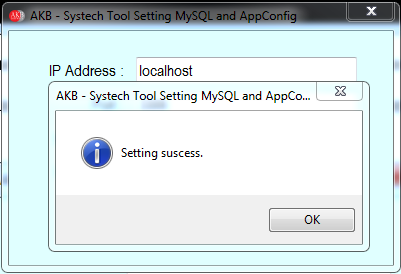 AKB - Systech Tool Setting MySQL and AppConfig
IP Address : localhost
AKB - Systech Tool Setting MySQL and AppCo...
Setting suscess.
OK